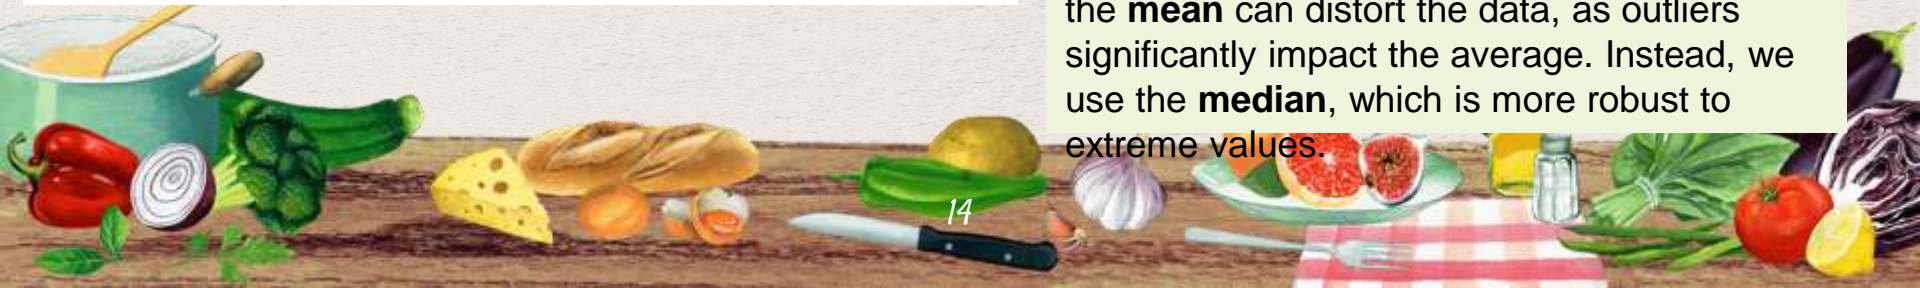 the mean can distort the data, as outliers
significantly impact the average. Instead, we
use the median, which is more robust to
extreme values.
14